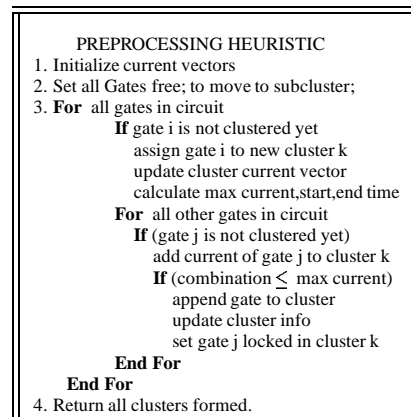 PREPROCESSING HEURISTIC
1. Initialize current vectors
2. Set all Gates free; to move to subcluster;
3. For all gates in circuit
If gate i is not clustered yet
assign gate i to new cluster k
update cluster current vector
calculate max current,start,end time
For all other gates in circuit
If (gate j is not clustered yet)
add current of gate j to cluster k
If (combination ≤ max current)
append gate to cluster
update cluster info
set gate j locked in cluster k
End For
End For
4. Return all clusters formed.